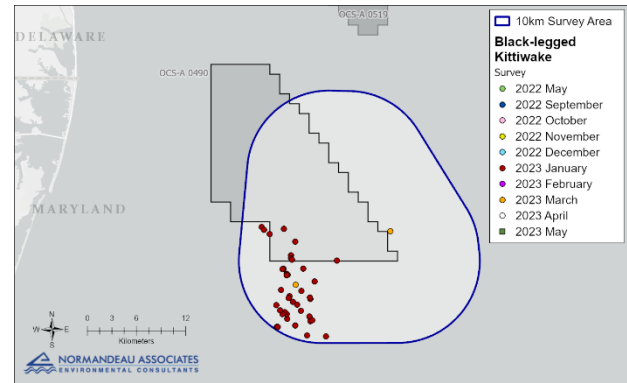 OCS-A 0519
DELAWARE
OCS-A 0490
MARYLAND
10km Survey Area
Black-legged
Kittiwake
Survey
2022 May
2022 September
2022 October
2022 November
2022 December
2023 January
2023 February
2023 March
2023 April
2023 May
N
W
E
S
0 3 6 12
Kilometers
NORMANDEAU ASSOCIATES
ENVIRONMENTAL CONSULTANTS